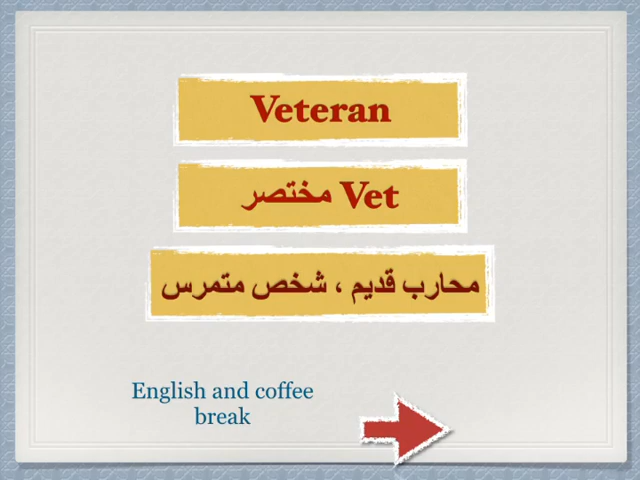 Veteran
مختصر Vet
محارب قديم ، شخص متمرس
English and coffee
break